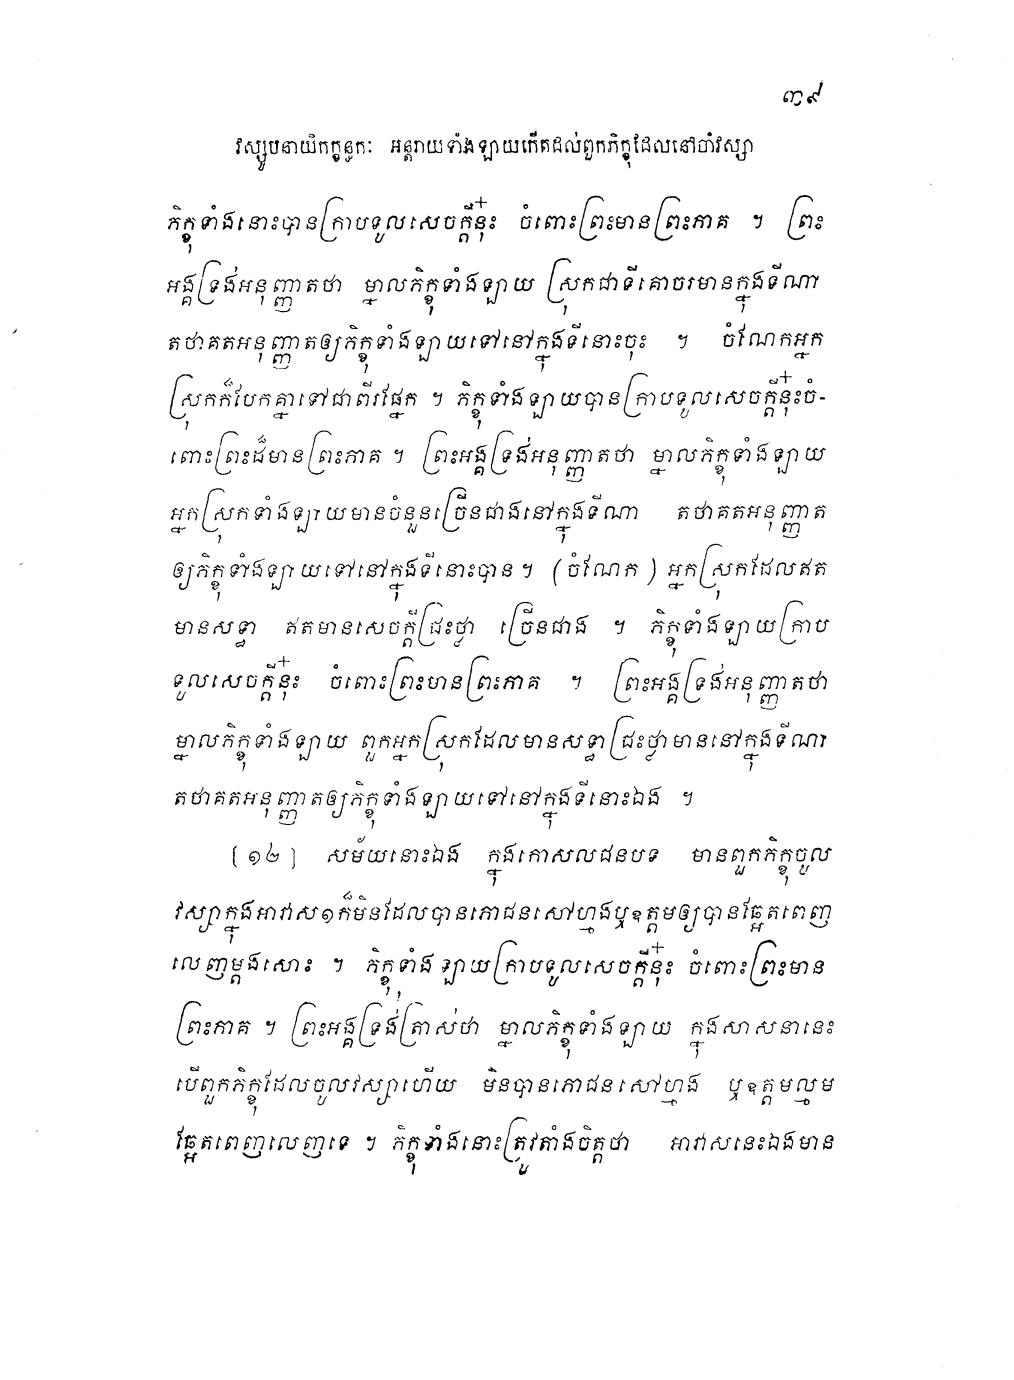 ៣៩
វស្សូបនាយិកក្ខន្ធកៈ អន្តរាយទាំងឡាយកើតដល់ពួកភិក្ខុដែលនៅចាំវស្សា
ភិក្ខុទាំងនោះបានក្រាបទូលសេចក្តីនុ៎ះ ចំពោះព្រះមានព្រះភាគ ។ ព្រះ
អង្គទ្រង់អនុញ្ញាតថា ម្នាលភិក្ខុទាំងឡាយ ស្រុកជាទីគោចរមានក្នុងទីណា
តថាគតអនុញ្ញាតឲ្យភិក្ខុទាំងឡាយទៅនៅក្នុងទីនោះចុះ ។ ចំណែកអ្នក
ស្រុកក៏បែកគ្នាទៅជាពីរផ្នែក ។ ភិក្ខុទាំងឡាយបានក្រាបទូលសេចក្តីនុ៎ះចំ-
ពោះព្រះដ៏មានព្រះភាគ ។ ព្រះអង្គទ្រង់អនុញ្ញាតថា ម្នាលភិក្ខុទាំងឡាយ
អ្នកស្រុកទាំងឡាយមានចំនួនច្រើនជាងនៅក្នុងទីណា តថាគតអនុញ្ញាត
ឲ្យភិក្ខុទាំងឡាយទៅនៅក្នុងទីនោះបាន ។ (ចំណែក) អ្នកស្រុកដែលឥត
មានសទ្ធា ឥតមានសេចក្តីជ្រះថ្លា ច្រើនជាង ។ ភិក្ខុទាំងឡាយក្រាប
ទូលសេចក្តីនុ៎ះ ចំពោះព្រះមានព្រះភាគ ។ ព្រះអង្គទ្រង់អនុញ្ញាតថា
ម្នាលភិក្ខុទាំងឡាយ ពួកអ្នកស្រុកដែលមានសទ្ធាជ្រះថ្លាមាននៅក្នុងទីណា
តថាគតអនុញ្ញាតឲ្យភិក្ខុទាំងឡាយទៅនៅក្នុងទីនោះឯង ។
[១២] សម័យនោះឯង ក្នុងកោសលជនបទ មានពួកភិក្ខុចូល
វស្សាក្នុងអាវាស១ក៏មិនដែលបានភោជនសៅហ្មងឬឧត្តមឲ្យបានឆ្អែតពេញ
លេញម្តងសោះ ។ ភិក្ខុទាំងឡាយក្រាបទូលសេចក្តីនុ៎ះ ចំពោះព្រះមាន
ព្រះភាគ ។ ព្រះអង្គទ្រង់ត្រាស់ថា ម្នាលភិក្ខុទាំងឡាយ ក្នុងសាសនានេះ
បើពួកភិក្ខុដែលចូលវស្សាហើយ មិនបានភោជនសៅហ្មង ឬឧត្តមល្មម
ឆ្អែតពេញលេញទេ ។ ភិក្ខុទាំងនោះត្រូវតាំងចិត្តថា អាវាសនេះឯងមាន